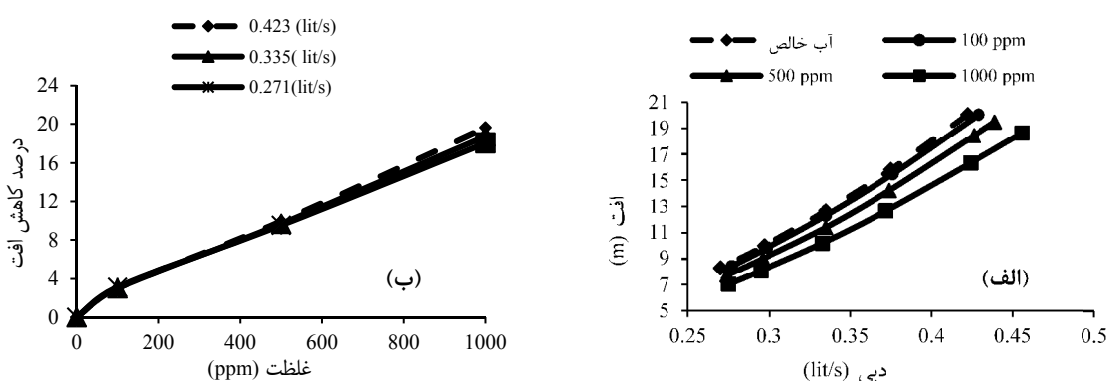 0.423 (lit/s)
0.335( lit/s)
0.271(lit/s)
درصد کاهش افت
24
20
16
12
8
4
0
0 200 400 600 800 1000
غلظت (ppm)
(ب)
آب خالص
100 ppm
500 ppm
1000 ppm
افت (m)
21
19
17
15
13
11
9
7
5
0.25 0.3 0.35 0.4 0.45 0.5
دبی (lit/s)
(الف)